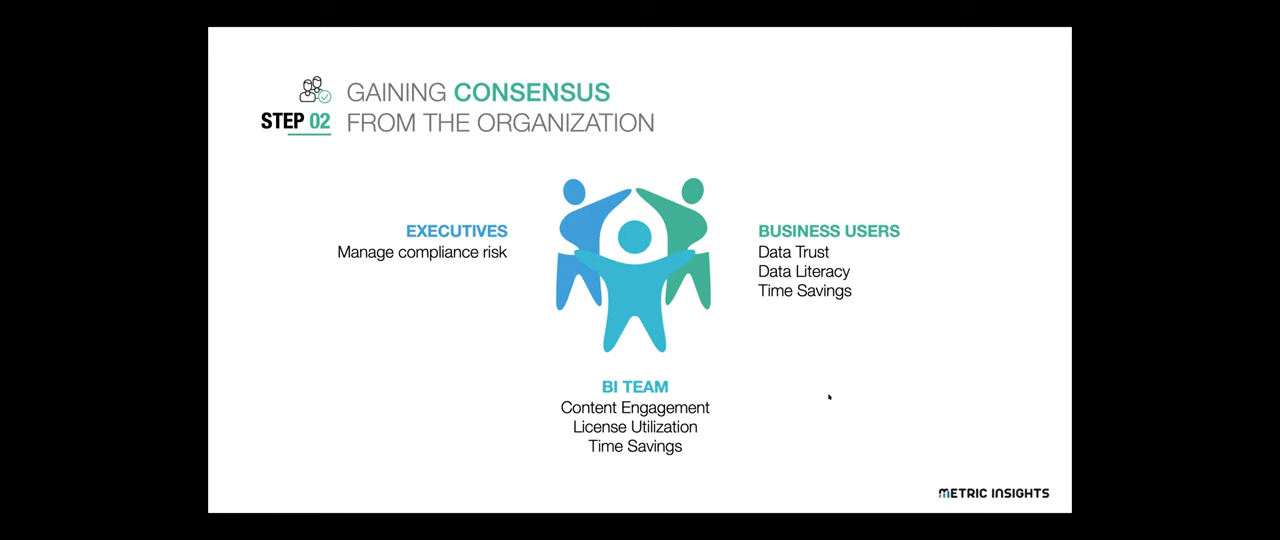 GAINING CONSENSUS
STEP 02 FROM THE ORGANIZATION
EXECUTIVES
Manage compliance risk
BUSINESS USERS
Data Trust
Data Literacy
Time Savings
BI TEAM
Content Engagement
License Utilization
Time Savings
METRIC INSIGHTS